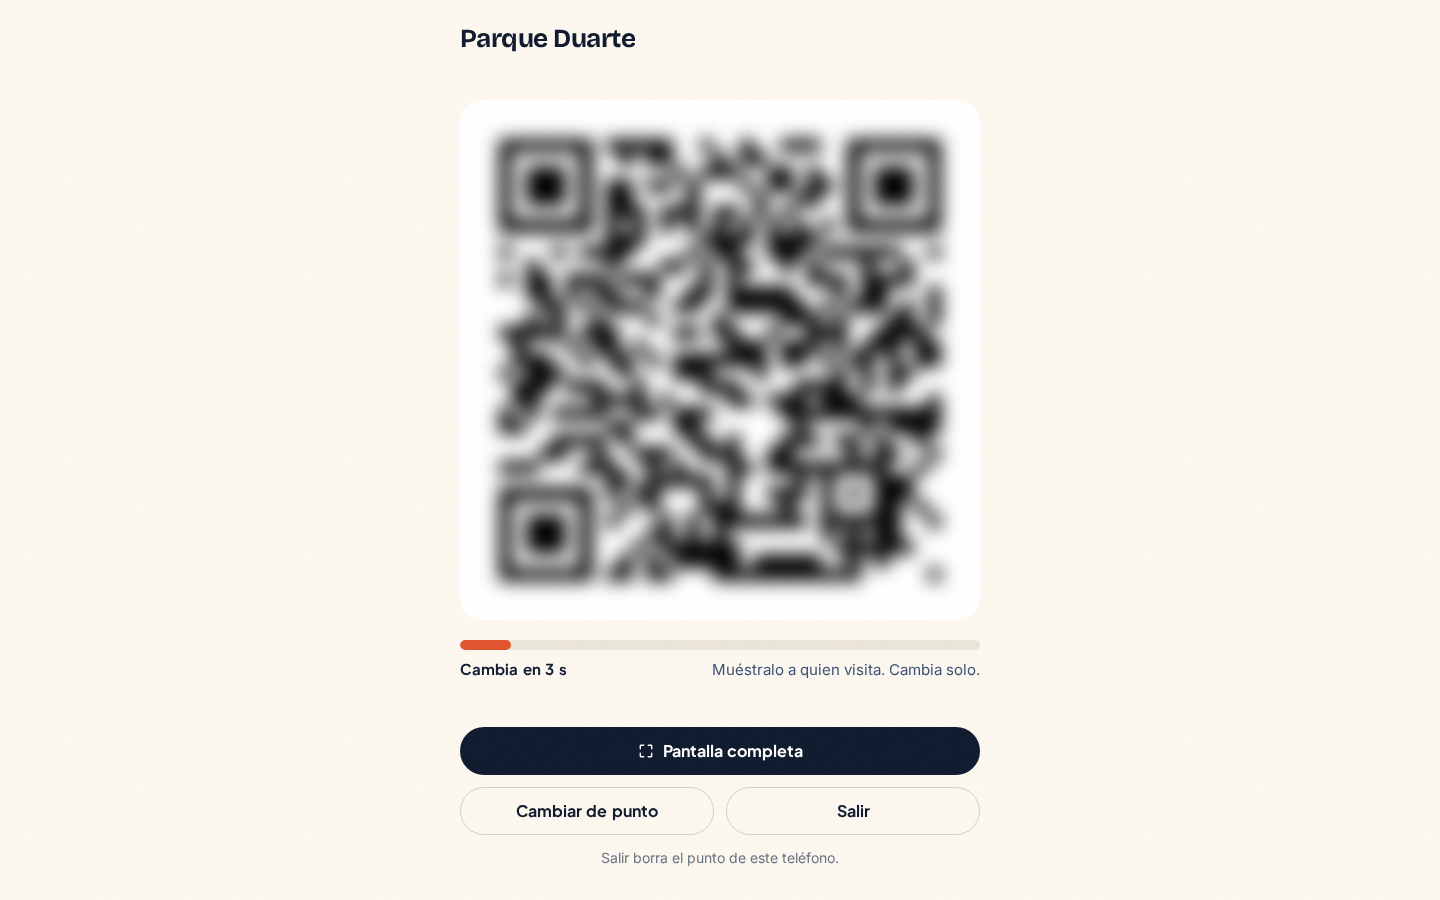 Parque Duarte
Cambia en 3 s
Muéstralo a quien visita. Cambia solo.
Pantalla completa
Cambiar de punto
Salir
Salir borra el punto de este teléfono.